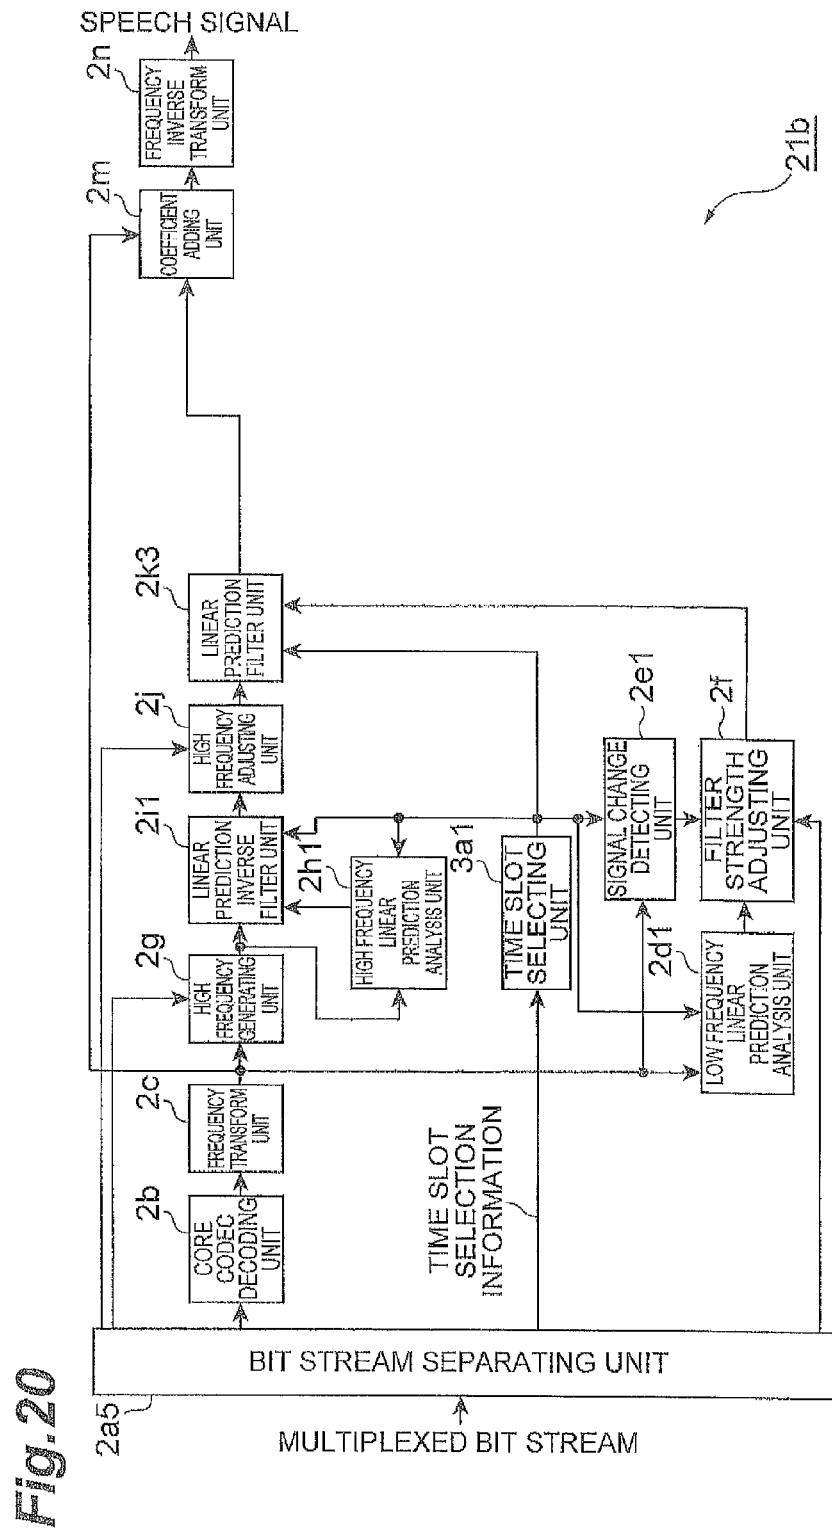 Fig.20
SPEECH SIGNAL
2n
FREQUENCY
INVERSE
TRANSFORM
UNIT
2m
COEFFICIENT
ADDING
UNIT
21b
2k3
LINEAR
PREDICTION
FILTER UNIT
2j
HIGH
FREQUENCY
ADJUSTING
UNIT
2i1
LINEAR
PREDICTION
INVERSE
FILTER UNIT
2h1
HIGH FREQUENCY
LINEAR
PREDICTION
ANALYSIS UNIT
2g
HIGH
FREQUENCY
GENERATING
UNIT
2c
FREQUENCY
TRANSFORM
UNIT
2b
CORE
CODEC
DECODING
UNIT
3a1
TIME SLOT
SELECTING
UNIT
2e1
SIGNAL CHANGE
DETECTING
UNIT
2f
FILTER
STRENGTH
ADJUSTING
UNIT
2d1
LOW FREQUENCY
LINEAR
PREDICTION
ANALYSIS UNIT
TIME SLOT
SELECTION
INFORMATION
BIT STREAM SEPARATING UNIT
2a5
MULTIPLEXED BIT STREAM